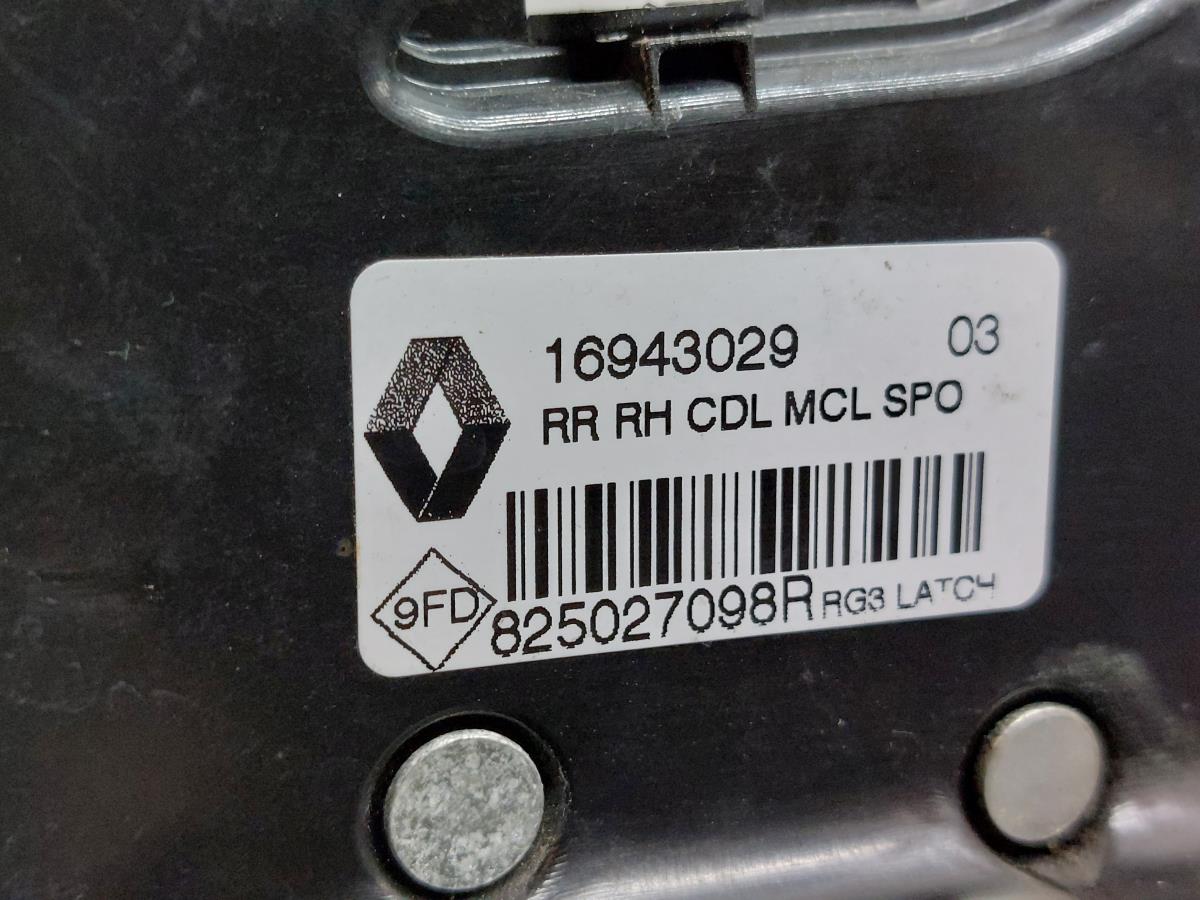 16943029 03
RR RH CDL MCL SPO
9FD
825027098R RG3 LATCH